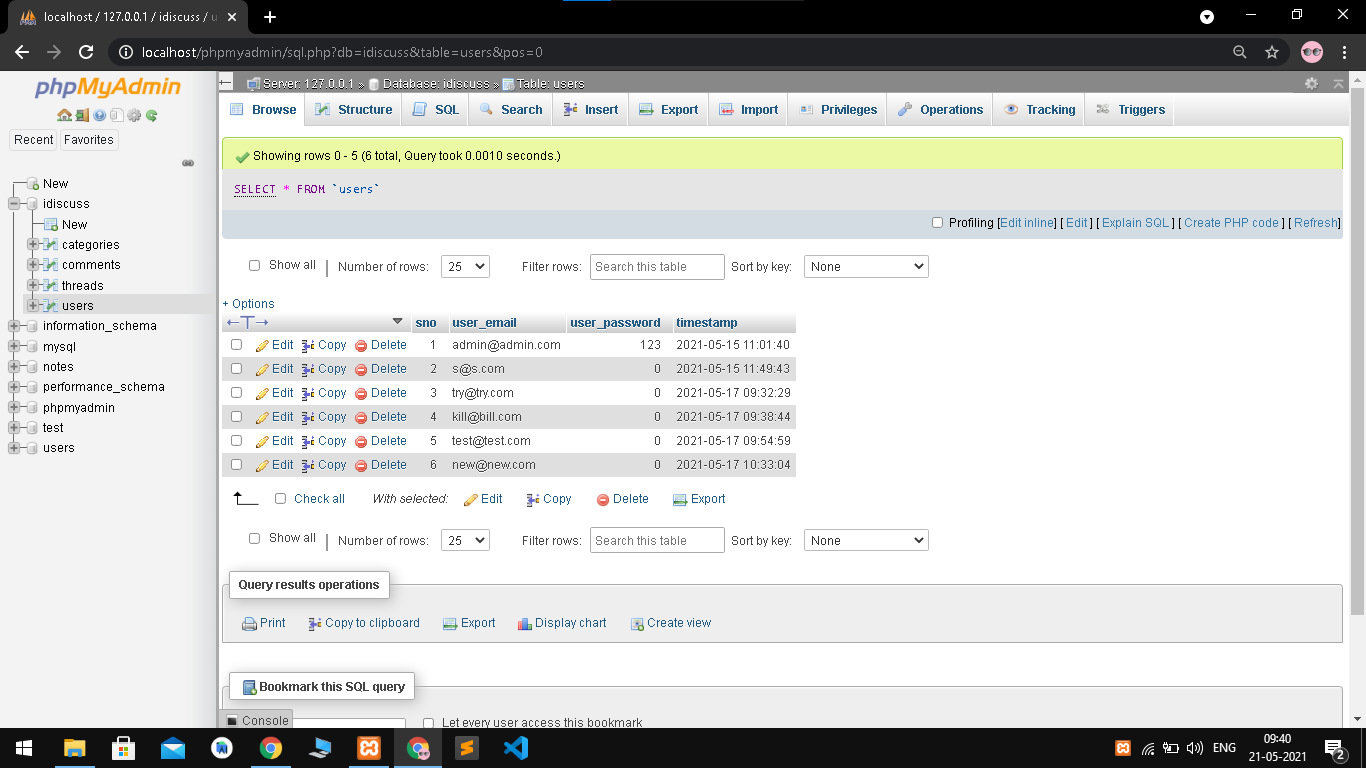 localhost / 127.0.0.1 / idiscuss / u
localhost/phpmyadmin/sql.php?db=idiscuss&table=users&pos=0
phpMyAdmin
Recent Favorites
New
idiscuss
New
categories
comments
threads
users
information_schema
mysql
notes
performance_schema
phpmyadmin
test
users
Server: 127.0.0.1 » Database: idiscuss » Table: users
Browse Structure SQL Search Insert Export Import Privileges Operations Tracking Triggers
Showing rows 0 - 5 (6 total, Query took 0.0010 seconds.)
SELECT * FROM `users`
Profiling [Edit inline] [ Edit ] [ Explain SQL ] [ Create PHP code ] [ Refresh]
Show all | Number of rows: 25 Filter rows: Search this table Sort by key: None
+ Options
←T→ sno user_email user_password timestamp
Edit Copy Delete 1 admin@admin.com 123 2021-05-15 11:01:40
Edit Copy Delete 2 s@s.com 0 2021-05-15 11:49:43
Edit Copy Delete 3 try@try.com 0 2021-05-17 09:32:29
Edit Copy Delete 4 kill@bill.com 0 2021-05-17 09:38:44
Edit Copy Delete 5 test@test.com 0 2021-05-17 09:54:59
Edit Copy Delete 6 new@new.com 0 2021-05-17 10:33:04
Check all With selected: Edit Copy Delete Export
Show all | Number of rows: 25 Filter rows: Search this table Sort by key: None
Query results operations
Print Copy to clipboard Export Display chart Create view
Bookmark this SQL query
Console
Let every user access this bookmark
ENG
09:40
21-05-2021
2